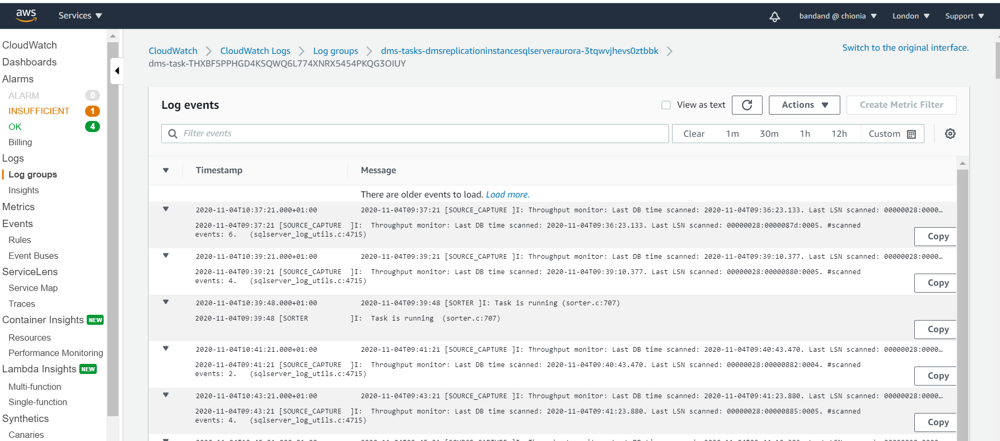 aws
Services
bandand @ chionia
London
Support
CloudWatch
Dashboards
Alarms
ALARM 0
INSUFFICIENT 1
OK 4
Billing
Logs
Log groups
Insights
Metrics
Events
Rules
Event Buses
ServiceLens
Service Map
Traces
Container Insights NEW
Resources
Performance Monitoring
Lambda Insights NEW
Multi-function
Single-function
Synthetics
Canaries
CloudWatch
CloudWatch Logs
Log groups
dms-tasks-dmsreplicationinstancesqlserveraurora-3tqwvjhevs0ztbbk
dms-task-THXBF5PPHGD4KSQWQ6L774XNRX5454PKQG3OIUY
Switch to the original interface.
Log events
View as text
Actions
Create Metric Filter
Filter events
Clear 1m 30m 1h 12h Custom
Timestamp Message
There are older events to load. Load more.
2020-11-04T10:37:21.000+01:00 2020-11-04T09:37:21 [SOURCE_CAPTURE ]I: Throughput monitor: Last DB time scanned: 2020-11-04T09:36:23.133. Last LSN scanned: 00000028:0000…
2020-11-04T09:37:21 [SOURCE_CAPTURE  ]I:  Throughput monitor: Last DB time scanned: 2020-11-04T09:36:23.133. Last LSN scanned: 00000028:0000087d:0005. #scanned
events: 6.   (sqlserver_log_utils.c:4715)
Copy
2020-11-04T10:39:21.000+01:00 2020-11-04T09:39:21 [SOURCE_CAPTURE ]I: Throughput monitor: Last DB time scanned: 2020-11-04T09:39:10.377. Last LSN scanned: 00000028:0000…
2020-11-04T09:39:21 [SOURCE_CAPTURE  ]I:  Throughput monitor: Last DB time scanned: 2020-11-04T09:39:10.377. Last LSN scanned: 00000028:00000880:0005. #scanned
events: 4.   (sqlserver_log_utils.c:4715)
Copy
2020-11-04T10:39:48.000+01:00 2020-11-04T09:39:48 [SORTER ]I: Task is running (sorter.c:707)
2020-11-04T09:39:48 [SORTER          ]I:  Task is running  (sorter.c:707)
Copy
2020-11-04T10:41:21.000+01:00 2020-11-04T09:41:21 [SOURCE_CAPTURE ]I: Throughput monitor: Last DB time scanned: 2020-11-04T09:40:43.470. Last LSN scanned: 00000028:0000…
2020-11-04T09:41:21 [SOURCE_CAPTURE  ]I:  Throughput monitor: Last DB time scanned: 2020-11-04T09:40:43.470. Last LSN scanned: 00000028:00000882:0004. #scanned
events: 2.   (sqlserver_log_utils.c:4715)
Copy
2020-11-04T10:43:21.000+01:00 2020-11-04T09:43:21 [SOURCE_CAPTURE ]I: Throughput monitor: Last DB time scanned: 2020-11-04T09:41:23.880. Last LSN scanned: 00000028:0000…
2020-11-04T09:43:21 [SOURCE_CAPTURE  ]I:  Throughput monitor: Last DB time scanned: 2020-11-04T09:41:23.880. Last LSN scanned: 00000028:00000885:0005. #scanned
events: 4.   (sqlserver_log_utils.c:4715)
Copy